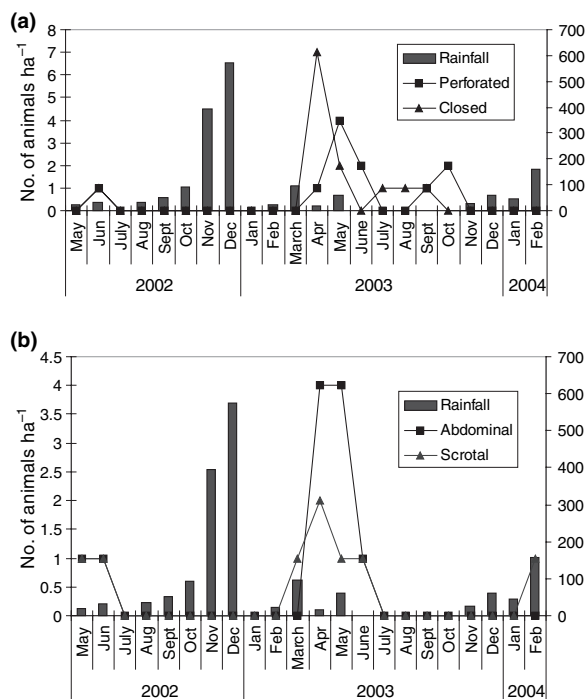 (a)
8
7
6
5
4
3
2
1
0
No. of animals ha⁻¹
700
600
500
400
300
200
100
0
Rainfall
Perforated
Closed
May Jun July Aug Sept Oct Nov Dec Jan Feb March Apr May June July Aug Sept Oct Nov Dec Jan Feb
2002 2003 2004
(b)
4.5
4
3.5
3
2.5
2
1.5
1
0.5
0
No. of animals ha⁻¹
700
600
500
400
300
200
100
0
Rainfall
Abdominal
Scrotal
May Jun July Aug Sept Oct Nov Dec Jan Feb March Apr May June July Aug Sept Oct Nov Dec Jan Feb
2002 2003 2004